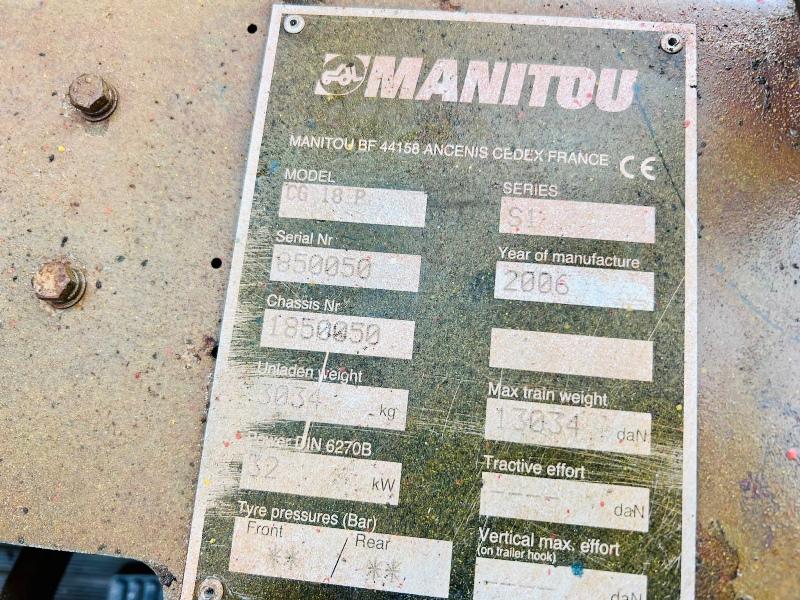 MANITOU
MANITOU BF 44158 ANCENIS CEDEX FRANCE CE
MODEL
CG 18 P
SERIES
S1
Serial Nr
850050
Year of manufacture
2006
Chassis Nr
1850050
Unladen weight
3034 kg
Max train weight
13034 daN
Power DIN 6270B
32 kW
Tractive effort
---- daN
Tyre pressures (Bar)
Front / Rear
** **
Vertical max. effort
(on trailer hook)
---- daN